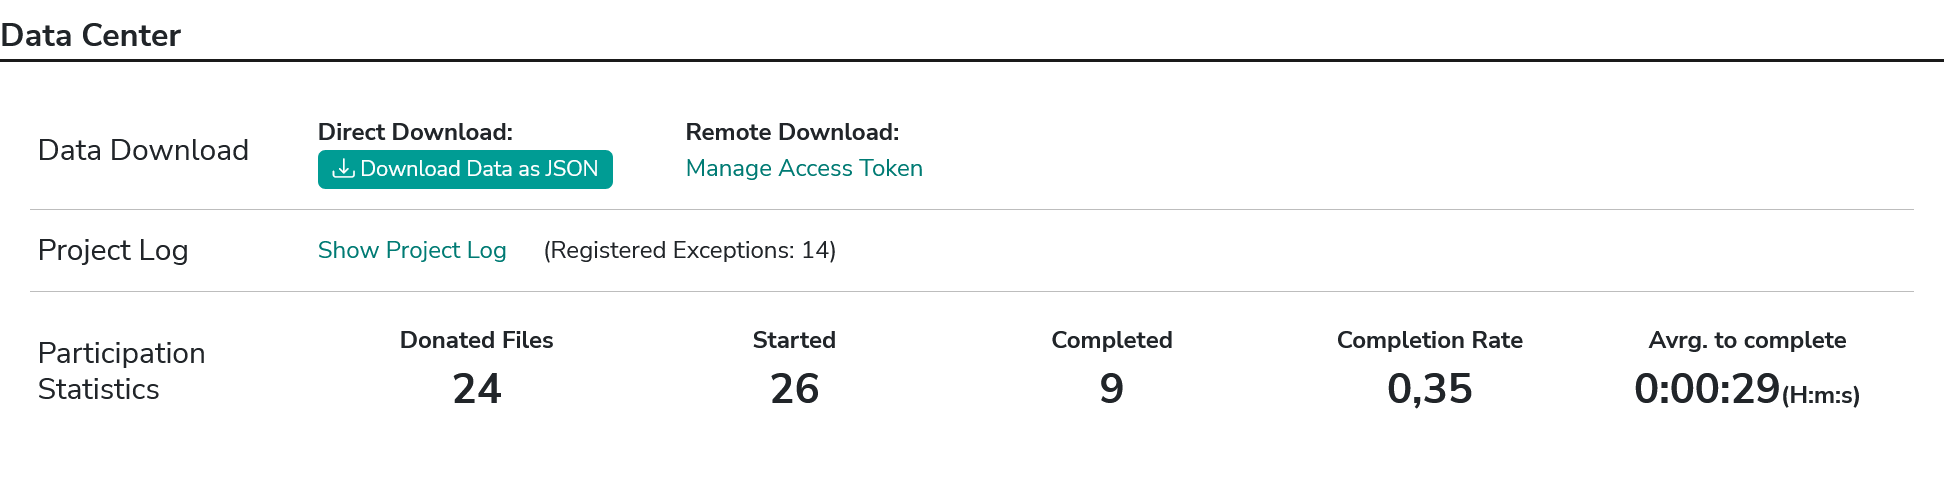 Data Center
Data Download
Direct Download:
Download Data as JSON
Remote Download:
Manage Access Token
Project Log
Show Project Log
(Registered Exceptions: 14)
Participation
Statistics
Donated Files
24
Started
26
Completed
9
Completion Rate
0,35
Avrg. to complete
0:00:29(H:m:s)